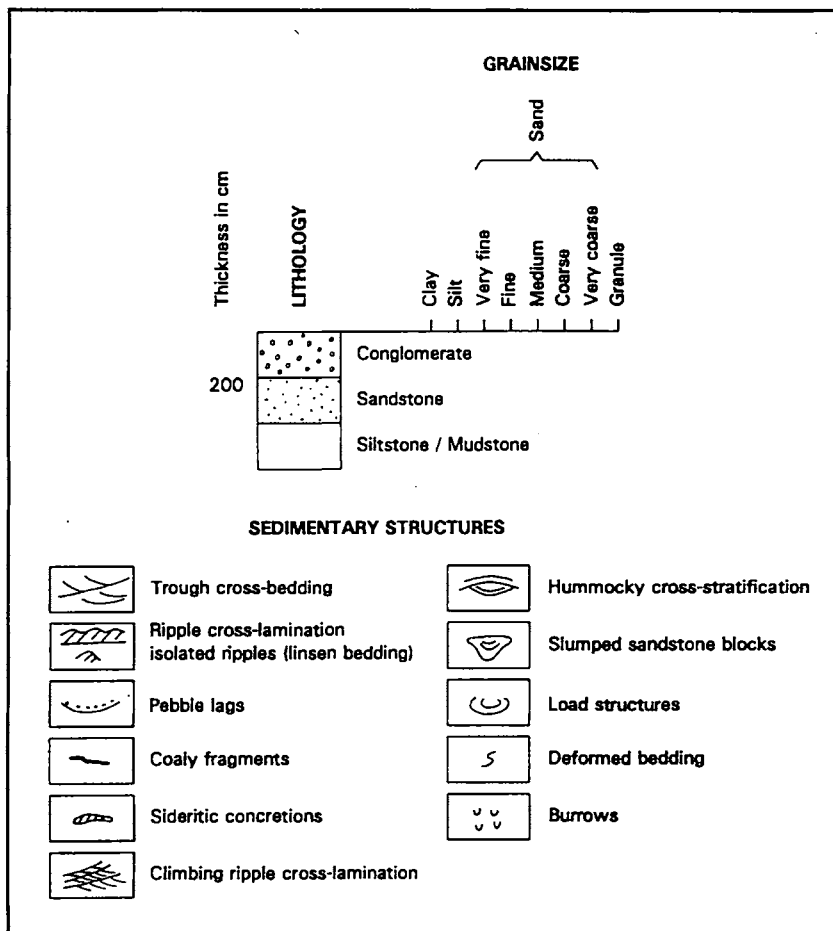 GRAINSIZE
Sand
Thickness in cm
LITHOLOGY
Clay
Silt
Very fine
Fine
Medium
Coarse
Very coarse
Granule
Conglomerate
200
Sandstone
Siltstone / Mudstone
SEDIMENTARY STRUCTURES
Trough cross-bedding
Ripple cross-lamination
isolated ripples (linsen bedding)
Pebble lags
Coaly fragments
Sideritic concretions
Climbing ripple cross-lamination
Hummocky cross-stratification
Slumped sandstone blocks
Load structures
Deformed bedding
Burrows